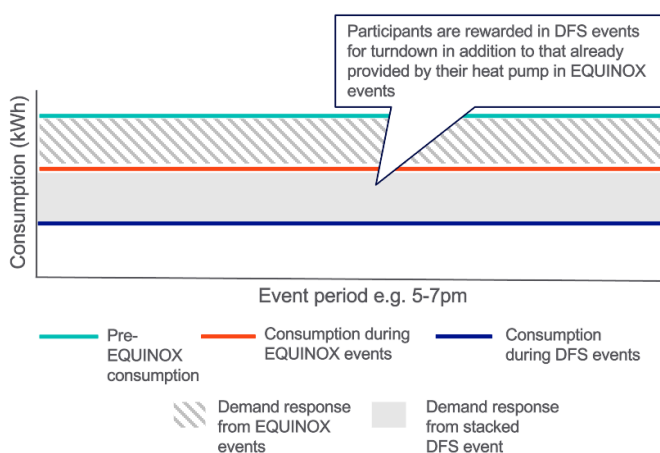 Participants are rewarded in DFS events
for turndown in addition to that already
provided by their heat pump in EQUINOX
events
Consumption (kWh)
Event period e.g. 5-7pm
Pre-
EQUINOX
consumption
Consumption during
EQUINOX events
Consumption
during DFS events
Demand response
from EQUINOX
events
Demand response
from stacked
DFS event